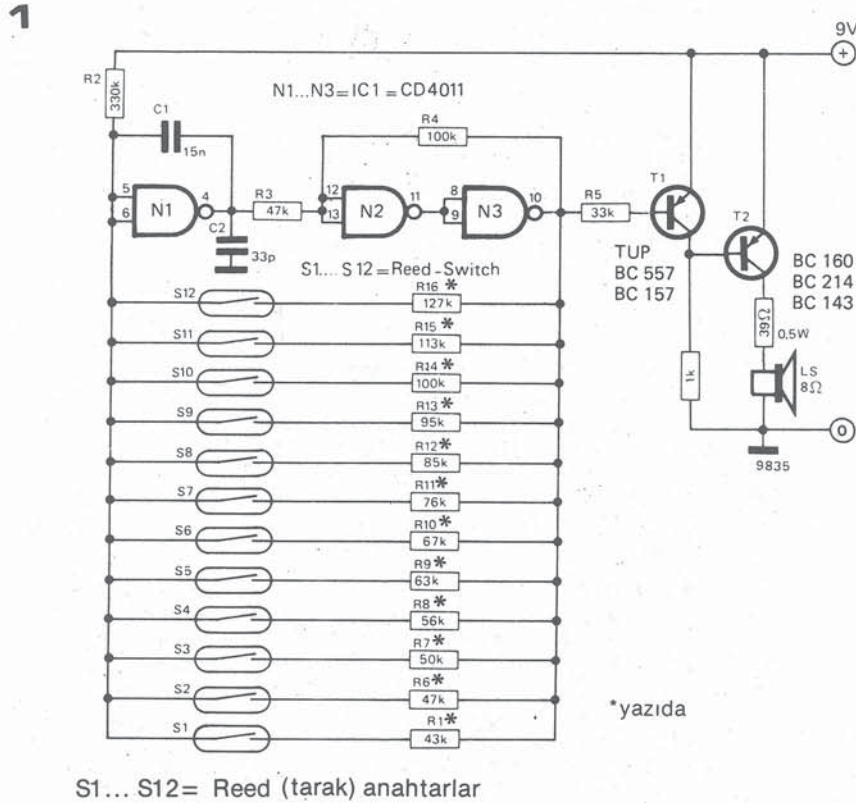 1
9V
+
R2
330k
N1...N3=IC1=CD4011
C1
15n
R4
100k
5
6
N1
4
R3
47k
12
13
N2
11
8
9
N3
10
R5
33k
T1
T2
C2
33p
TUP
BC 557
BC 157
BC 160
BC 214
BC 143
39Ω
0,5W
1k
LS
8Ω
0
9835
S1....S12=Reed-Switch
S12 R16* 127k
S11 R15* 113k
S10 R14* 100k
S9 R13* 95k
S8 R12* 85k
S7 R11* 76k
S6 R10* 67k
S5 R9* 63k
S4 R8* 56k
S3 R7* 50k
S2 R6* 47k
S1 R1* 43k
*yazıda
S1... S12= Reed (tarak) anahtarlar